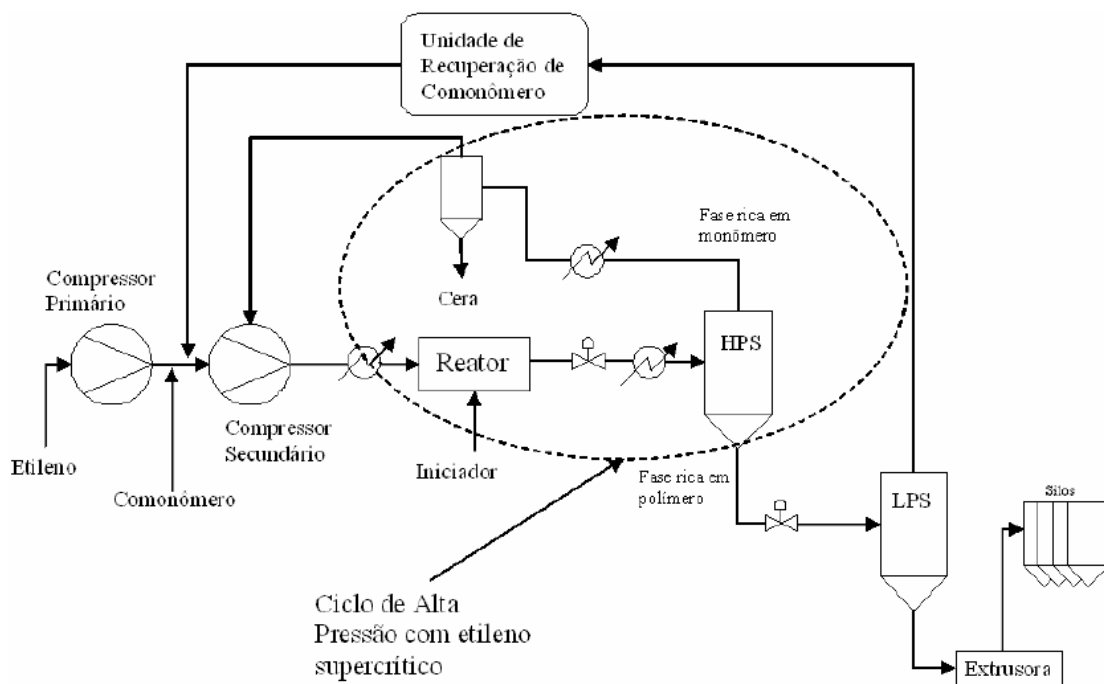 Unidade de
Recuperação de
Comonômero
Fase rica em
monômero
Compressor
Primário
Cera
HPS
Reator
Compressor
Secundário
Etileno
Iniciador
Comonômero
Fase rica em
polímero
LPS
Silos
Ciclo de Alta
Pressão com etileno
supercrítico
Extrusora